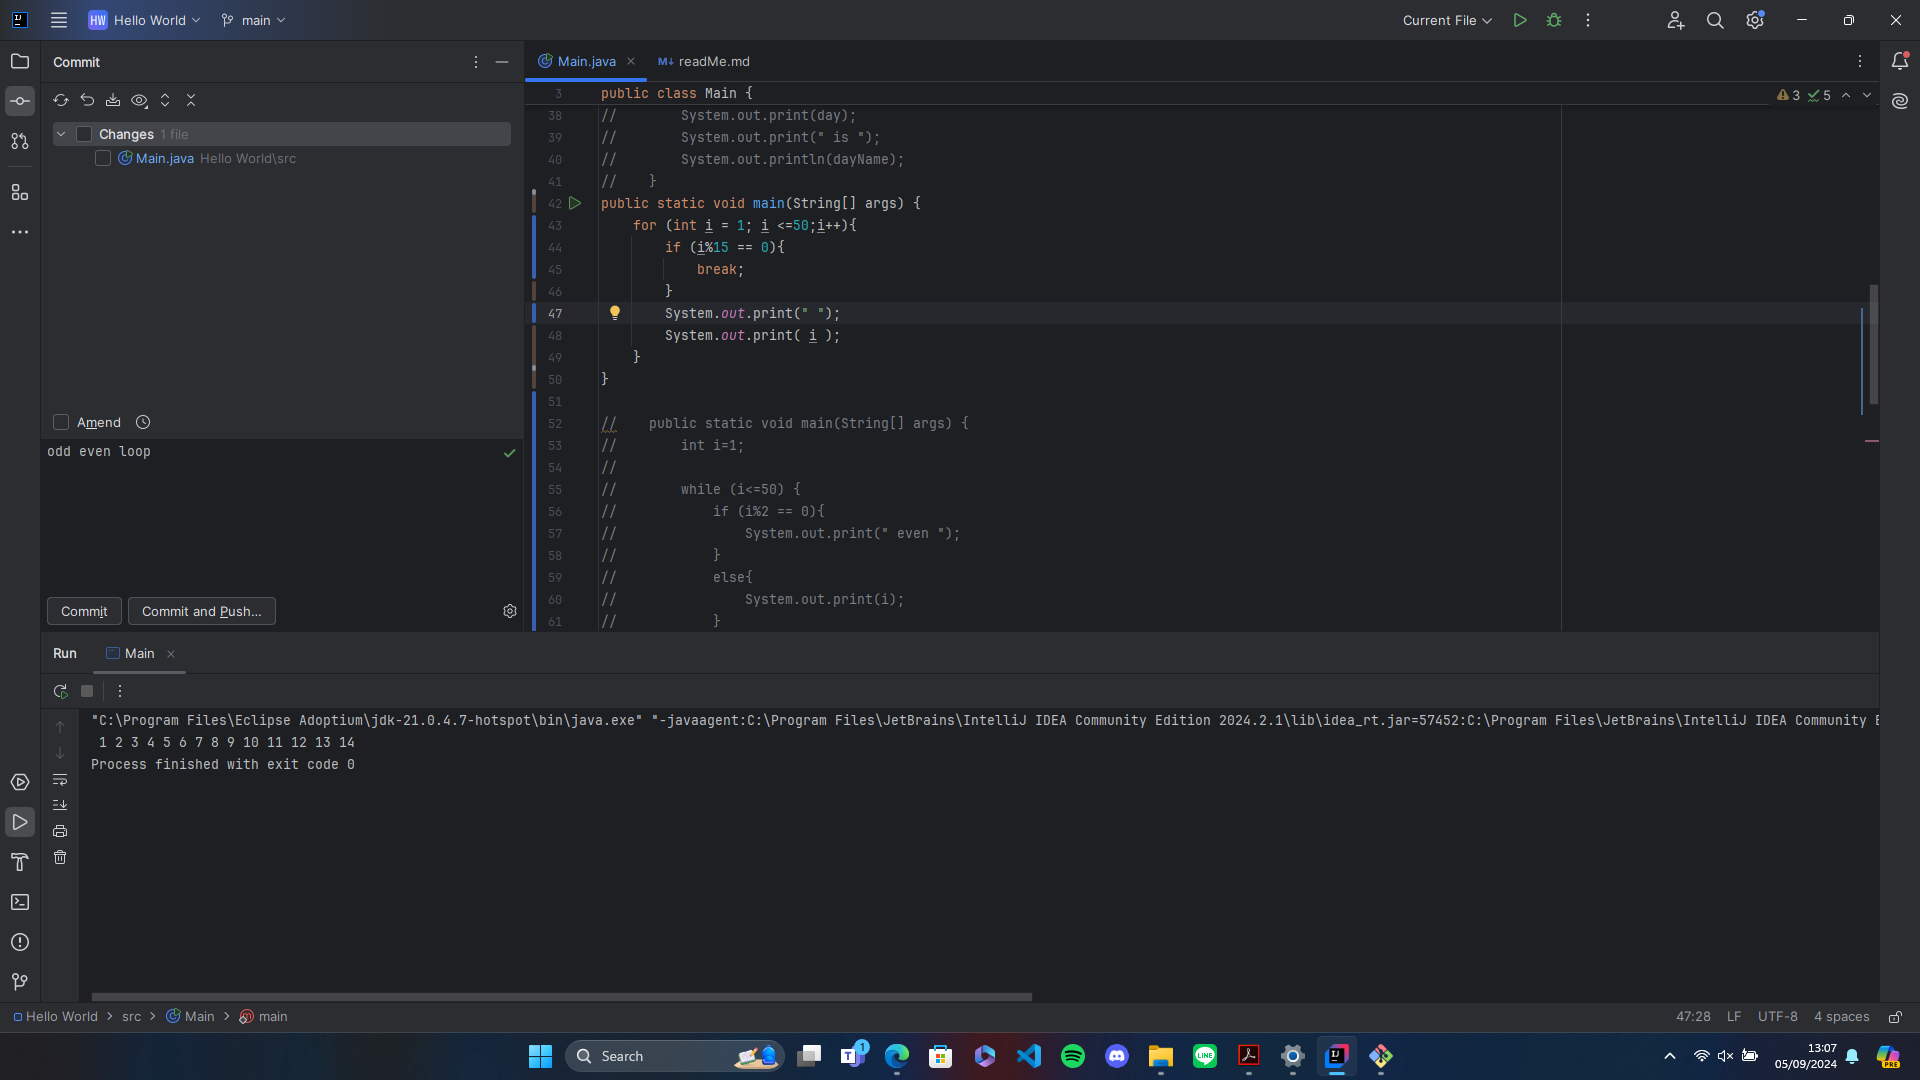 HW Hello World
main
Current File
Commit
Changes 1 file
Main.java Hello World\src
Amend
odd even loop
Commit
Commit and Push...
Main.java
readMe.md
3 public class Main {
3 5
38 // System.out.print(day);
39 // System.out.print(" is ");
40 // System.out.println(dayName);
41 // }
42 public static void main(String[] args) {
43 for (int i = 1; i <=50;i++){
44 if (i%15 == 0){
45 break;
46 }
47 System.out.print(" ");
48 System.out.print( i );
49 }
50 }
51
52 // public static void main(String[] args) {
53 // int i=1;
54 //
55 // while (i<=50) {
56 // if (i%2 == 0){
57 // System.out.print(" even ");
58 // }
59 // else{
60 // System.out.print(i);
61 // }
Run
Main
"C:\Program Files\Eclipse Adoptium\jdk-21.0.4.7-hotspot\bin\java.exe" "-javaagent:C:\Program Files\JetBrains\IntelliJ IDEA Community Edition 2024.2.1\lib\idea_rt.jar=57452:C:\Program Files\JetBrains\IntelliJ IDEA Community E
1 2 3 4 5 6 7 8 9 10 11 12 13 14
Process finished with exit code 0
Hello World > src > Main > main
47:28 LF UTF-8 4 spaces
Search
1
LINE
13:07
05/09/2024
PRE